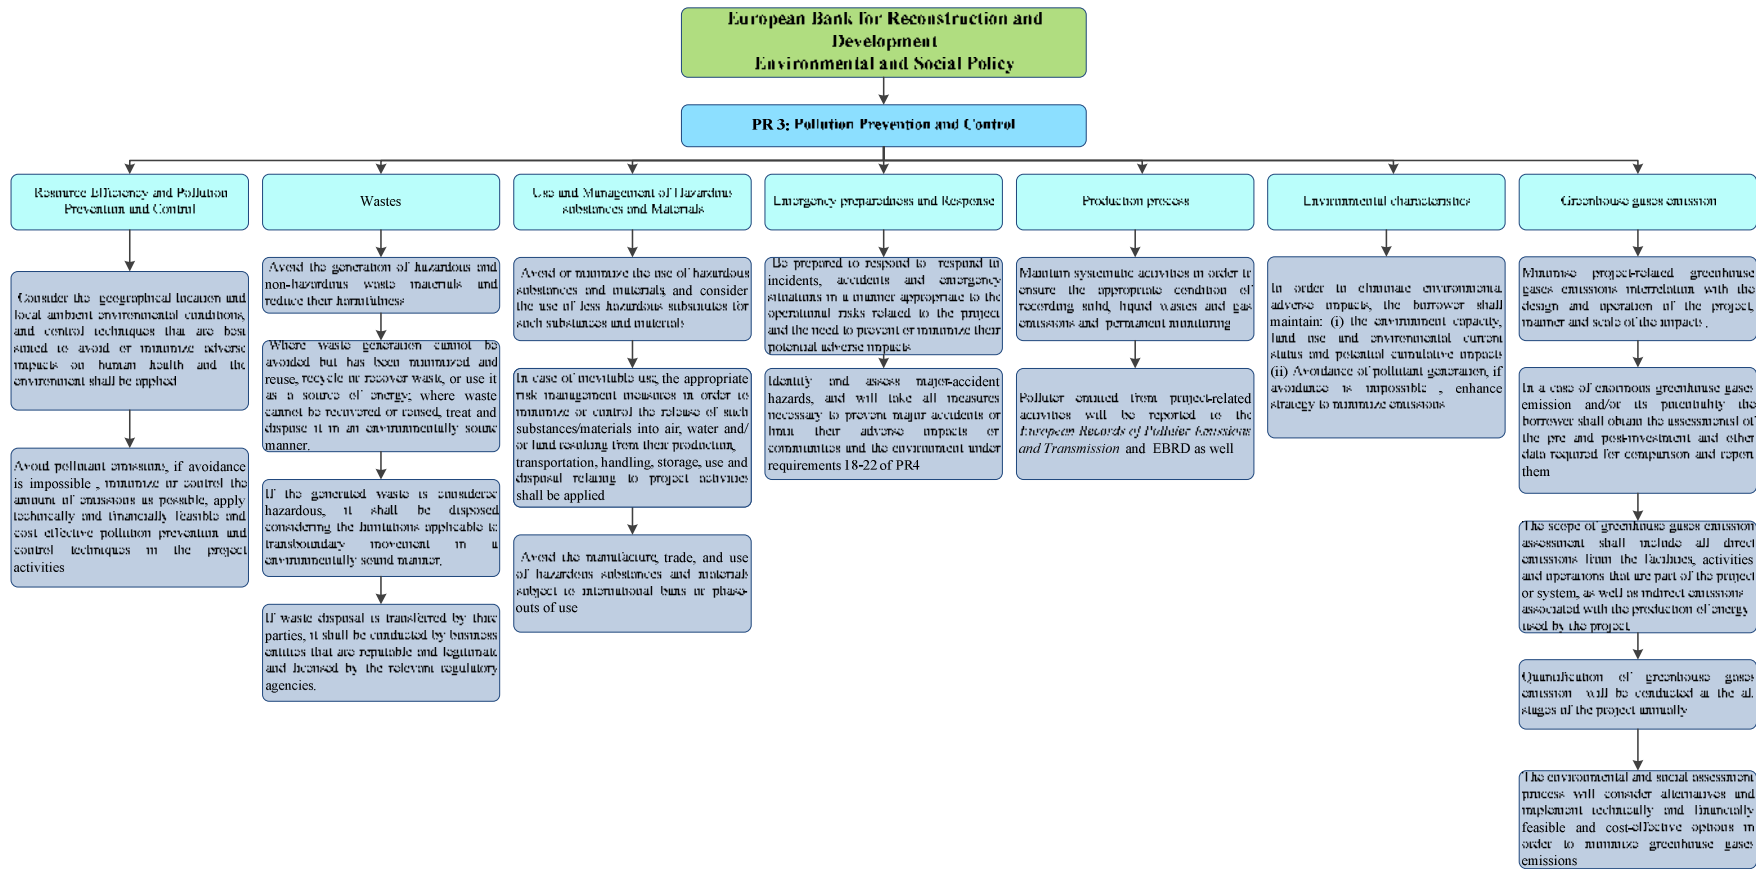 European Bank for Reconstruction and
Development
Environmental and Social Policy
PR 3: Pollution Prevention and Control
Resource Efficiency and Pollution
Prevention and Control
Wastes
Use and Management of Hazardous
substances and Materials
Emergency preparedness and Response
Production process
Environmental characteristics
Greenhouse gases emission
Consider the geographical location and
local ambient environmental conditions,
and control techniques that are best
suited to avoid or minimize adverse
impacts on human health and the
environment shall be applied
Avoid pollutant emissions, if avoidance
is impossible , minimize or control the
amount of emissions as possible, apply
technically and financially feasible and
cost effective pollution prevention and
control techniques in the project
activities
Avoid the generation of hazardous and
non-hazardous waste materials and
reduce their harmfulness
Where waste generation cannot be
avoided but has been minimized and
reuse, recycle or recover waste, or use it
as a source of energy; where waste
cannot be recovered or reused, treat and
dispose it in an environmentally sound
manner.
If the generated waste is considered
hazardous, it shall be disposed
considering the limitations applicable to
transboundary movement in a
environmentally sound manner.
If waste disposal is transferred by third
parties, it shall be conducted by business
entities that are reputable and legitimate
and licensed by the relevant regulatory
agencies.
Avoid or minimize the use of hazardous
substances and materials, and consider
the use of less hazardous substitutes for
such substances and materials
In case of inevitable use, the appropriate
risk management measures in order to
minimize or control the release of such
substances/materials into air, water and/
or land resulting from their production,
transportation, handling, storage, use and
disposal relating to project activities
shall be applied
Avoid the manufacture, trade, and use
of hazardous substances and materials
subject to international bans or phase-
outs of use
Be prepared to respond to respond to
incidents, accidents and emergency
situations in a manner appropriate to the
operational risks related to the project
and the need to prevent or minimize their
potential adverse impacts
Identify and assess major-accident
hazards, and will take all measures
necessary to prevent major accidents or
limit their adverse impacts on
communities and the environment under
requirements 18-22 of PR4
Maintain systematic activities in order to
ensure the appropriate condition of
recording solid, liquid wastes and gas
emissions and permanent monitoring
Polluter emitted from project-related
activities will be reported to the
European Records of Polluter Emissions
and Transmission and EBRD as well
In order to eliminate environmental
adverse impacts, the borrower shall
maintain: (i) the environment capacity,
land use and environmental current
status and potential cumulative impacts
(ii) Avoidance of pollutant generation, if
avoidance is impossible , enhance
strategy to minimize emissions
Minimise project-related greenhouse
gases emissions interrelation with the
design and operation of the project,
manner and scale of the impacts .
In a case of enormous greenhouse gases
emission and/or its potentiality the
borrower shall obtain the assessments of
the pre and post-investment and other
data required for comparison and report
them
The scope of greenhouse gases emission
assessment shall include all direct
emissions from the facilities, activities
and operations that are part of the project
or system, as well as indirect emissions
associated with the production of energy
used by the project.
Quantification of greenhouse gases
emission will be conducted at the all
stages of the project annually
The environmental and social assessment
process will consider alternatives and
implement technically and financially
feasible and cost-effective options in
order to minimize greenhouse gases
emissions